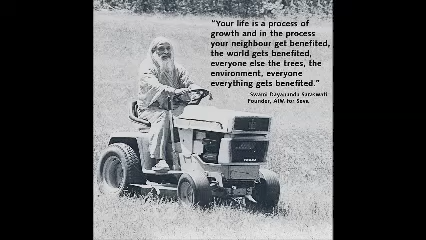 "Your life is a process of
growth and in the process
your neighbour get benefited,
the world gets benefited,
everyone else the trees, the
environment, everyone
everything gets benefited."
Swami Dayananda Saraswati
Founder, AIM for Seva.